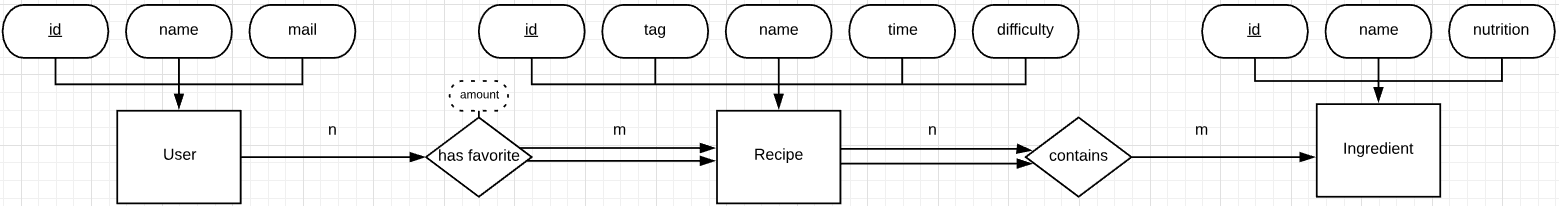 id
name
mail
id
tag
name
time
difficulty
id
name
nutrition
amount
n
m
n
m
User
has favorite
Recipe
contains
Ingredient